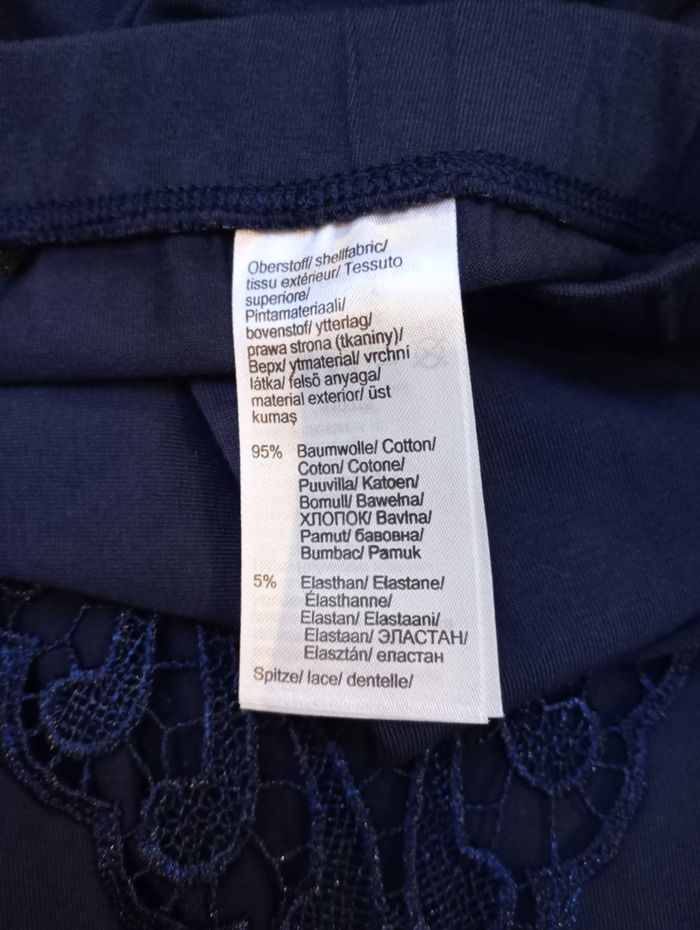 Oberstoff/ shellfabric/
tissu extérieur/ Tessuto
superiore/
Pintamateriaali/
bovenstof/ ytterlag/
prawa strona (tkaniny)/
Верх/ ytmaterial/ vrchní
látka/ felső anyaga/
material exterior/ üst
kumaş
95% Baumwolle/ Cotton/
Coton/ Cotone/
Puuvilla/ Katoen/
Bomull/ Bawełna/
ХЛОПОК/ Bavlna/
Pamut/ бавовна/
Bumbac/ Pamuk
5% Elasthan/ Elastane/
Élasthanne/
Elastan/ Elastaani/
Elastaan/ ЭЛАСТАН/
Elasztán/ еластан
Spitze/ lace/ dentelle/